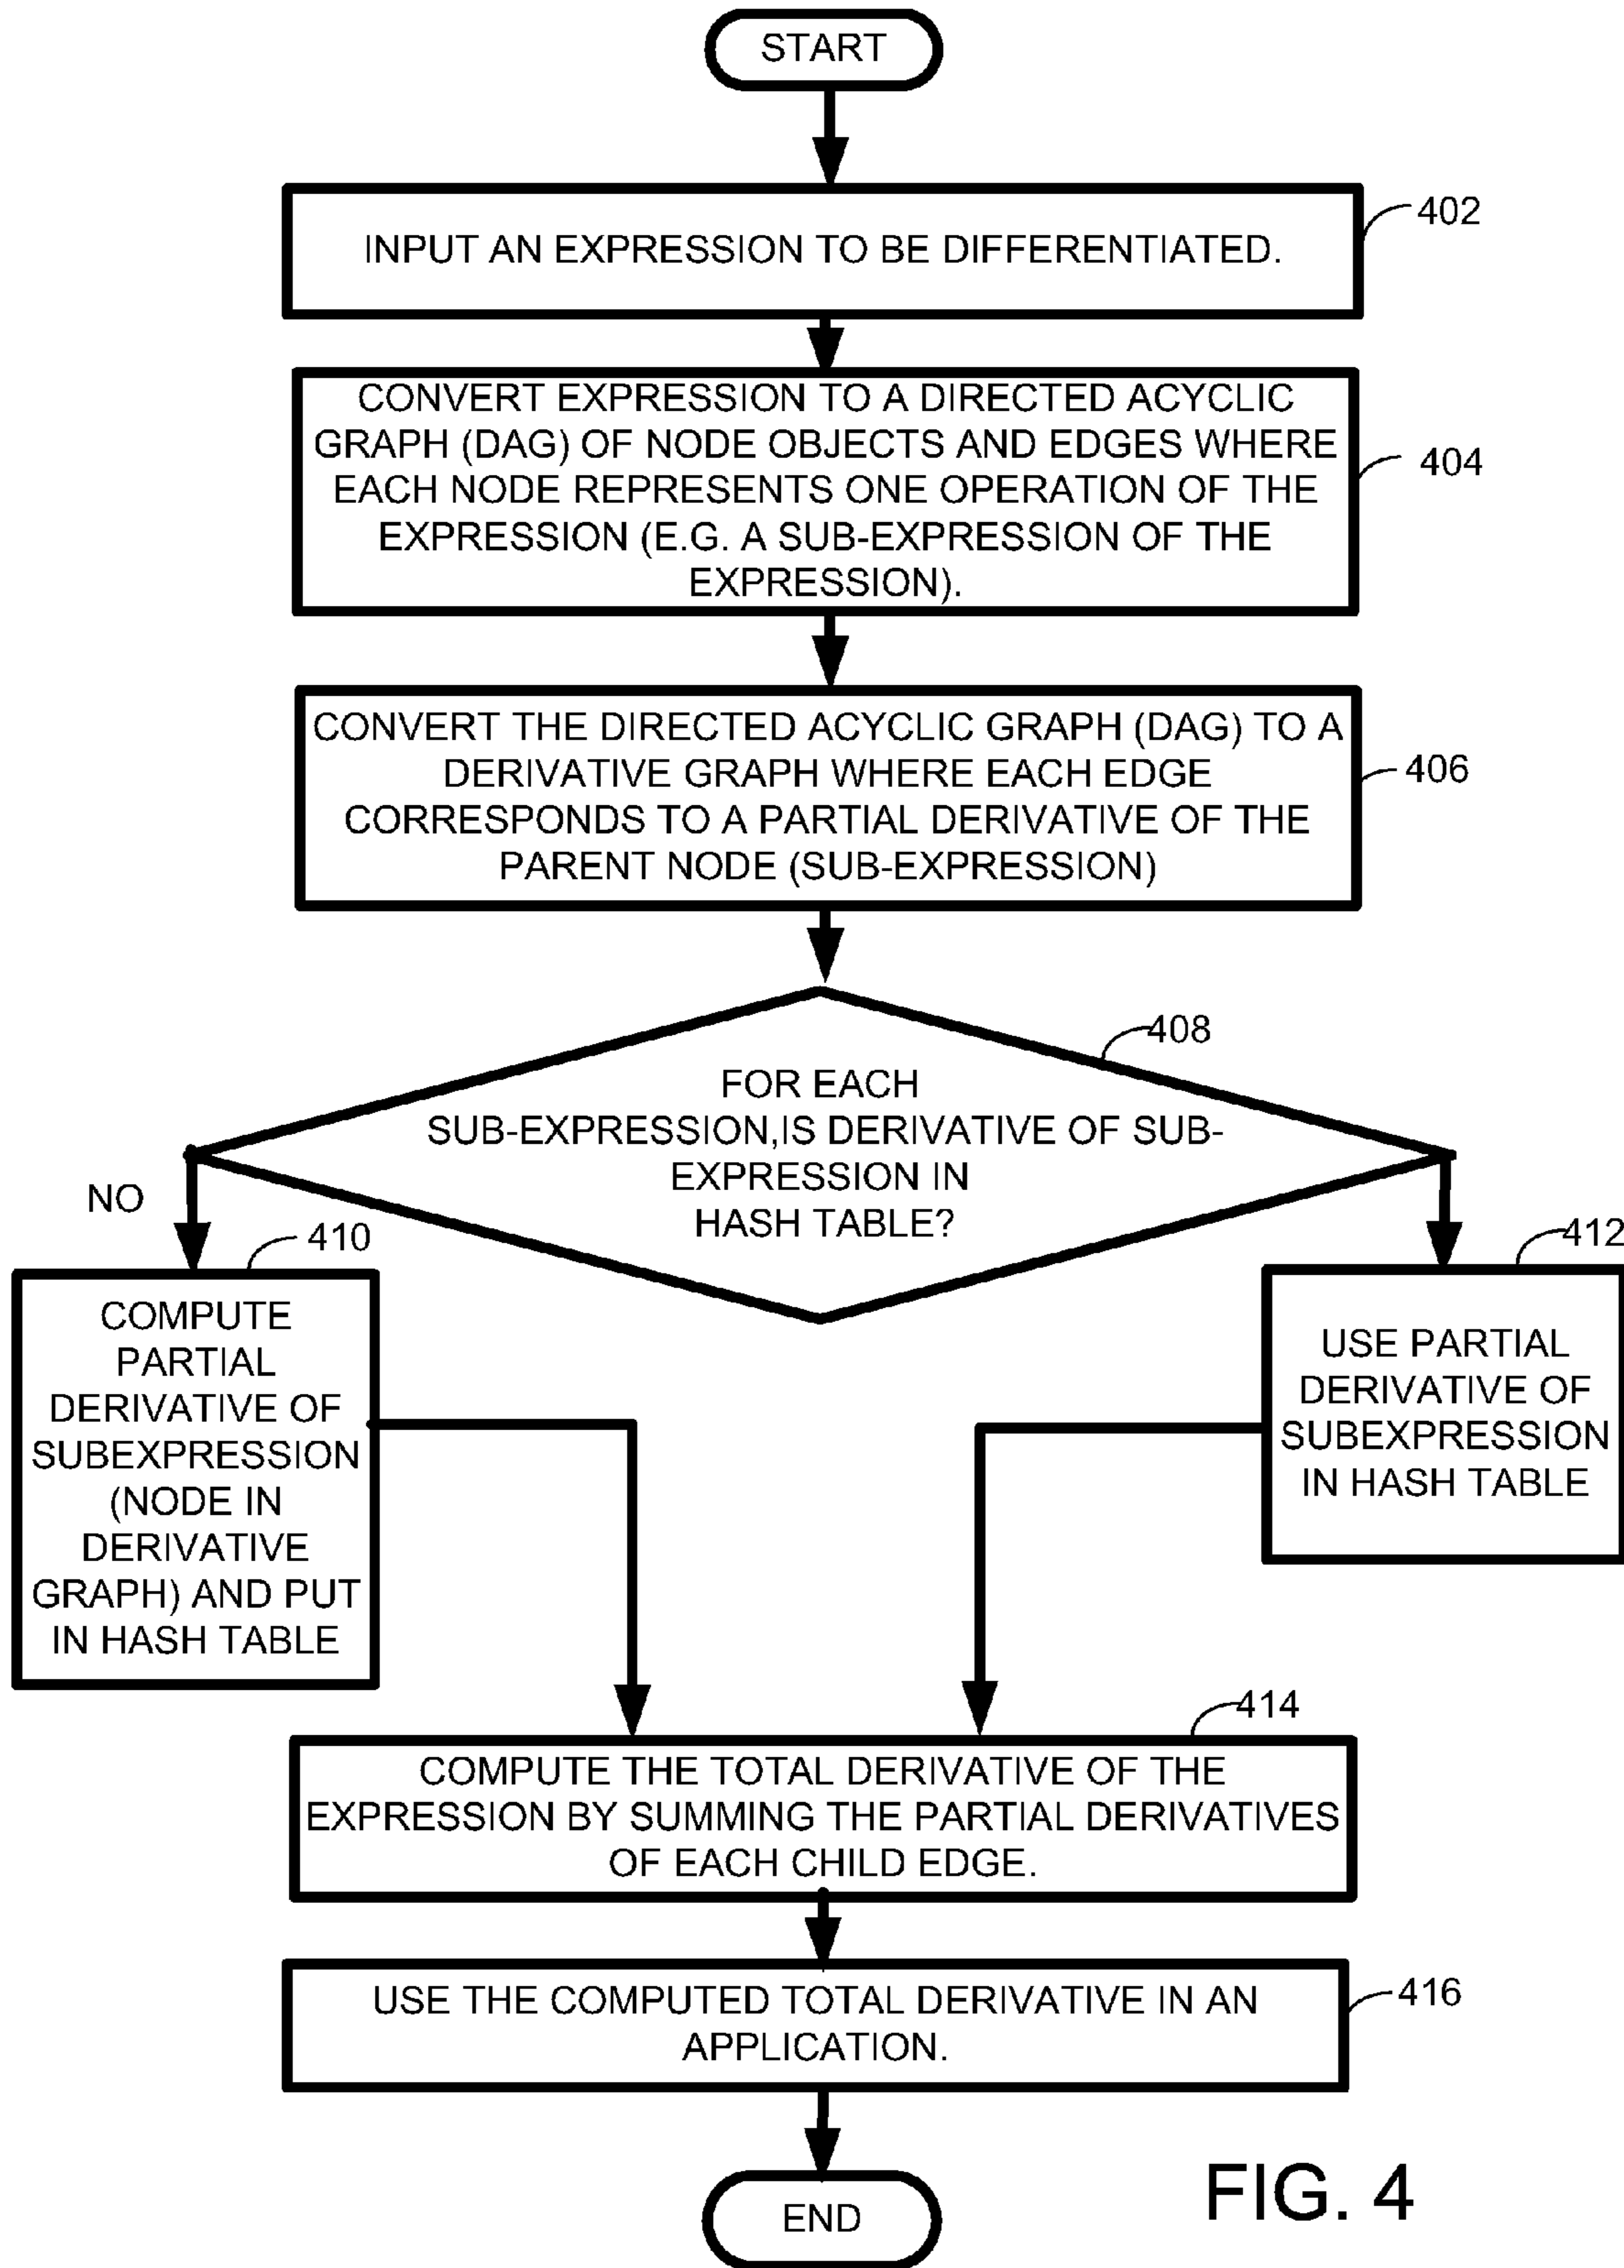 START
INPUT AN EXPRESSION TO BE DIFFERENTIATED.
402
CONVERT EXPRESSION TO A DIRECTED ACYCLIC
GRAPH (DAG) OF NODE OBJECTS AND EDGES WHERE
EACH NODE REPRESENTS ONE OPERATION OF THE
EXPRESSION (E.G. A SUB-EXPRESSION OF THE
EXPRESSION).
404
CONVERT THE DIRECTED ACYCLIC GRAPH (DAG) TO A
DERIVATIVE GRAPH WHERE EACH EDGE
CORRESPONDS TO A PARTIAL DERIVATIVE OF THE
PARENT NODE (SUB-EXPRESSION)
406
408
FOR EACH
SUB-EXPRESSION,IS DERIVATIVE OF SUB-
EXPRESSION IN
HASH TABLE?
NO
410
COMPUTE
PARTIAL
DERIVATIVE OF
SUBEXPRESSION
(NODE IN
DERIVATIVE
GRAPH) AND PUT
IN HASH TABLE
412
USE PARTIAL
DERIVATIVE OF
SUBEXPRESSION
IN HASH TABLE
414
COMPUTE THE TOTAL DERIVATIVE OF THE
EXPRESSION BY SUMMING THE PARTIAL DERIVATIVES
OF EACH CHILD EDGE.
USE THE COMPUTED TOTAL DERIVATIVE IN AN
APPLICATION.
416
END
FIG. 4